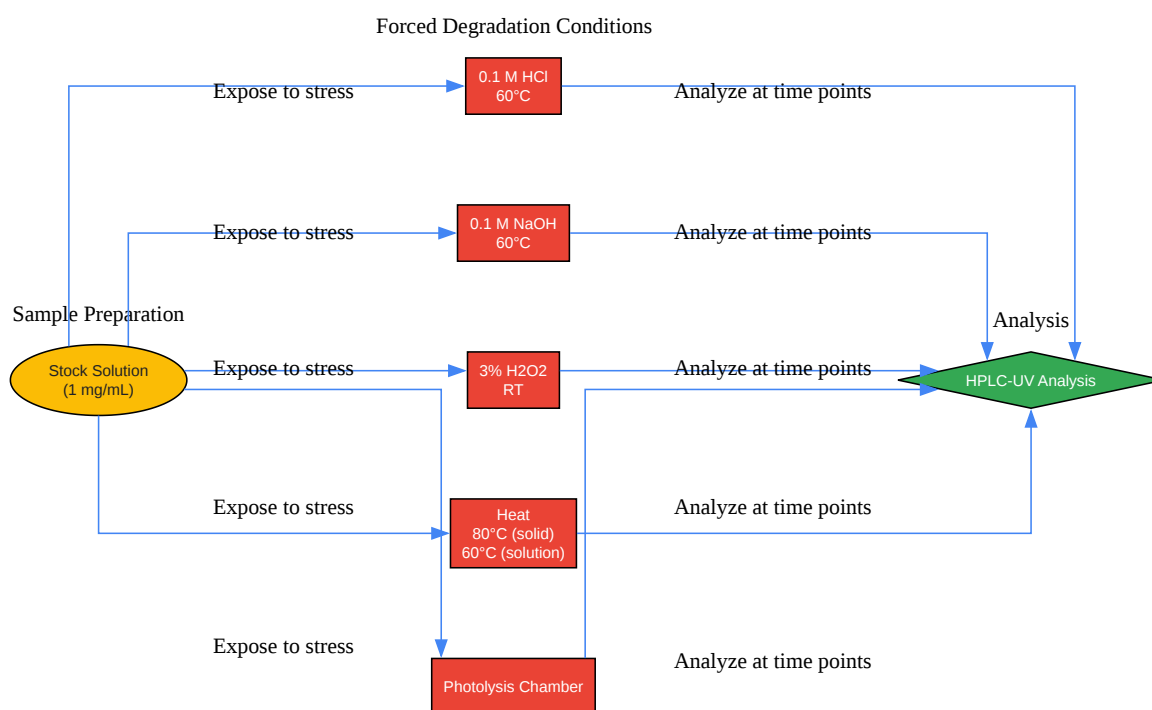 Forced Degradation Conditions
0.1 M HCl
60°C
Expose to stress
Analyze at time points
0.1 M NaOH
60°C
Expose to stress
Analyze at time points
Sample Preparation
Analysis
Stock Solution
(1 mg/mL)
Expose to stress
3% H2O2
RT
Analyze at time points
HPLC-UV Analysis
Expose to stress
Heat
80°C (solid)
60°C (solution)
Analyze at time points
Expose to stress
Photolysis Chamber
Analyze at time points